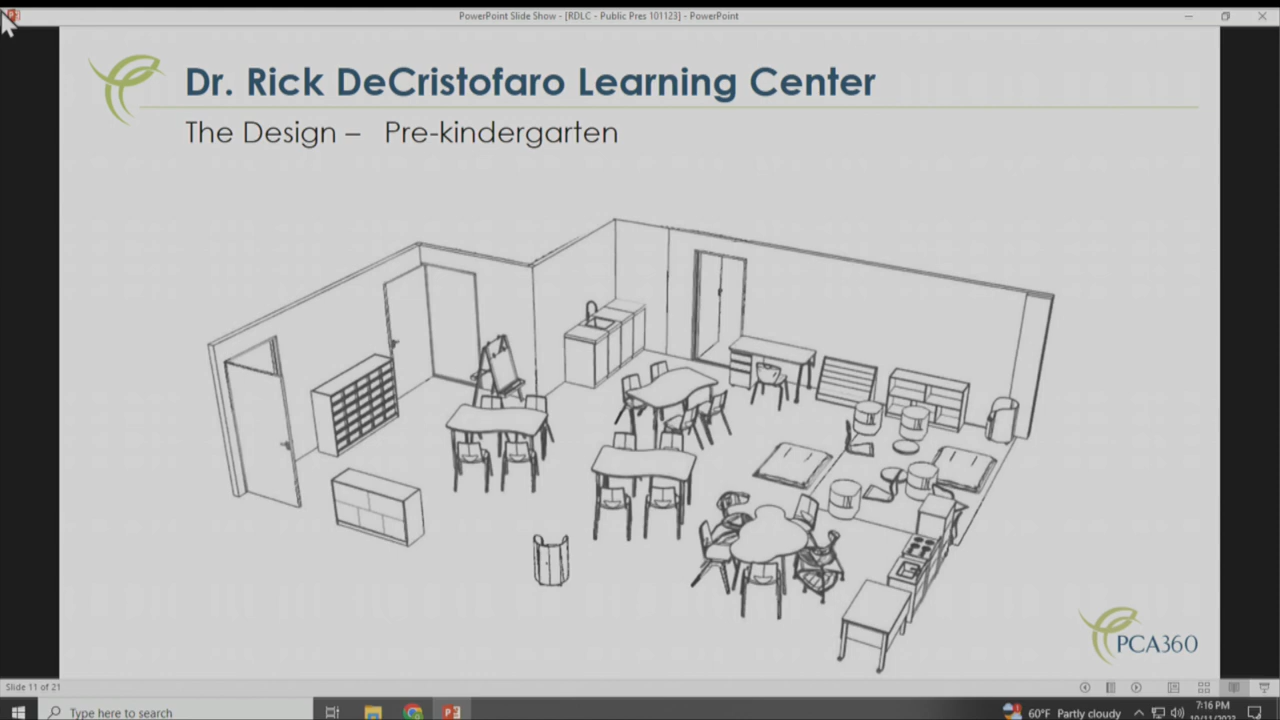 PowerPoint Slide Show - [RDLC - Public Pres 101123] - PowerPoint
Dr. Rick DeCristofaro Learning Center
The Design – Pre-kindergarten
PCA360
Slide 11 of 21
Type here to search
60°F Partly cloudy
7:16 PM